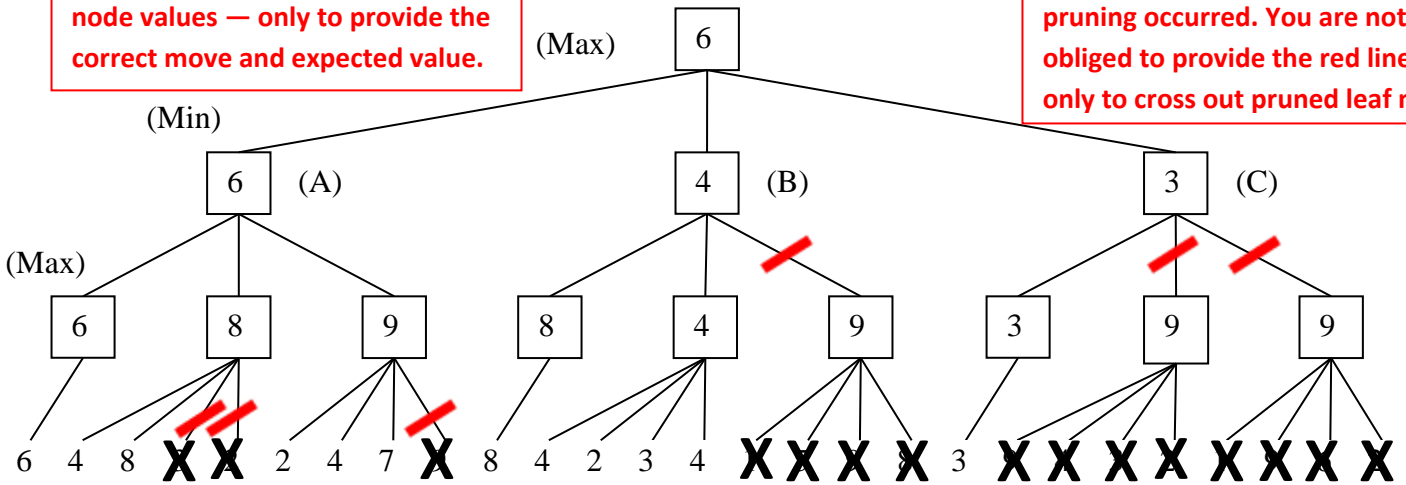 node values — only to provide the
correct move and expected value.
pruning occurred. You are not
obliged to provide the red line
only to cross out pruned leaf
(Max) 6
(Min)
6 (A) 4 (B) 3 (C)
(Max)
6 8 9 8 4 9 3 9 9
6 4 8 X X 2 4 7 X 8 4 2 3 4 X X X X 3 X X X X X X X X